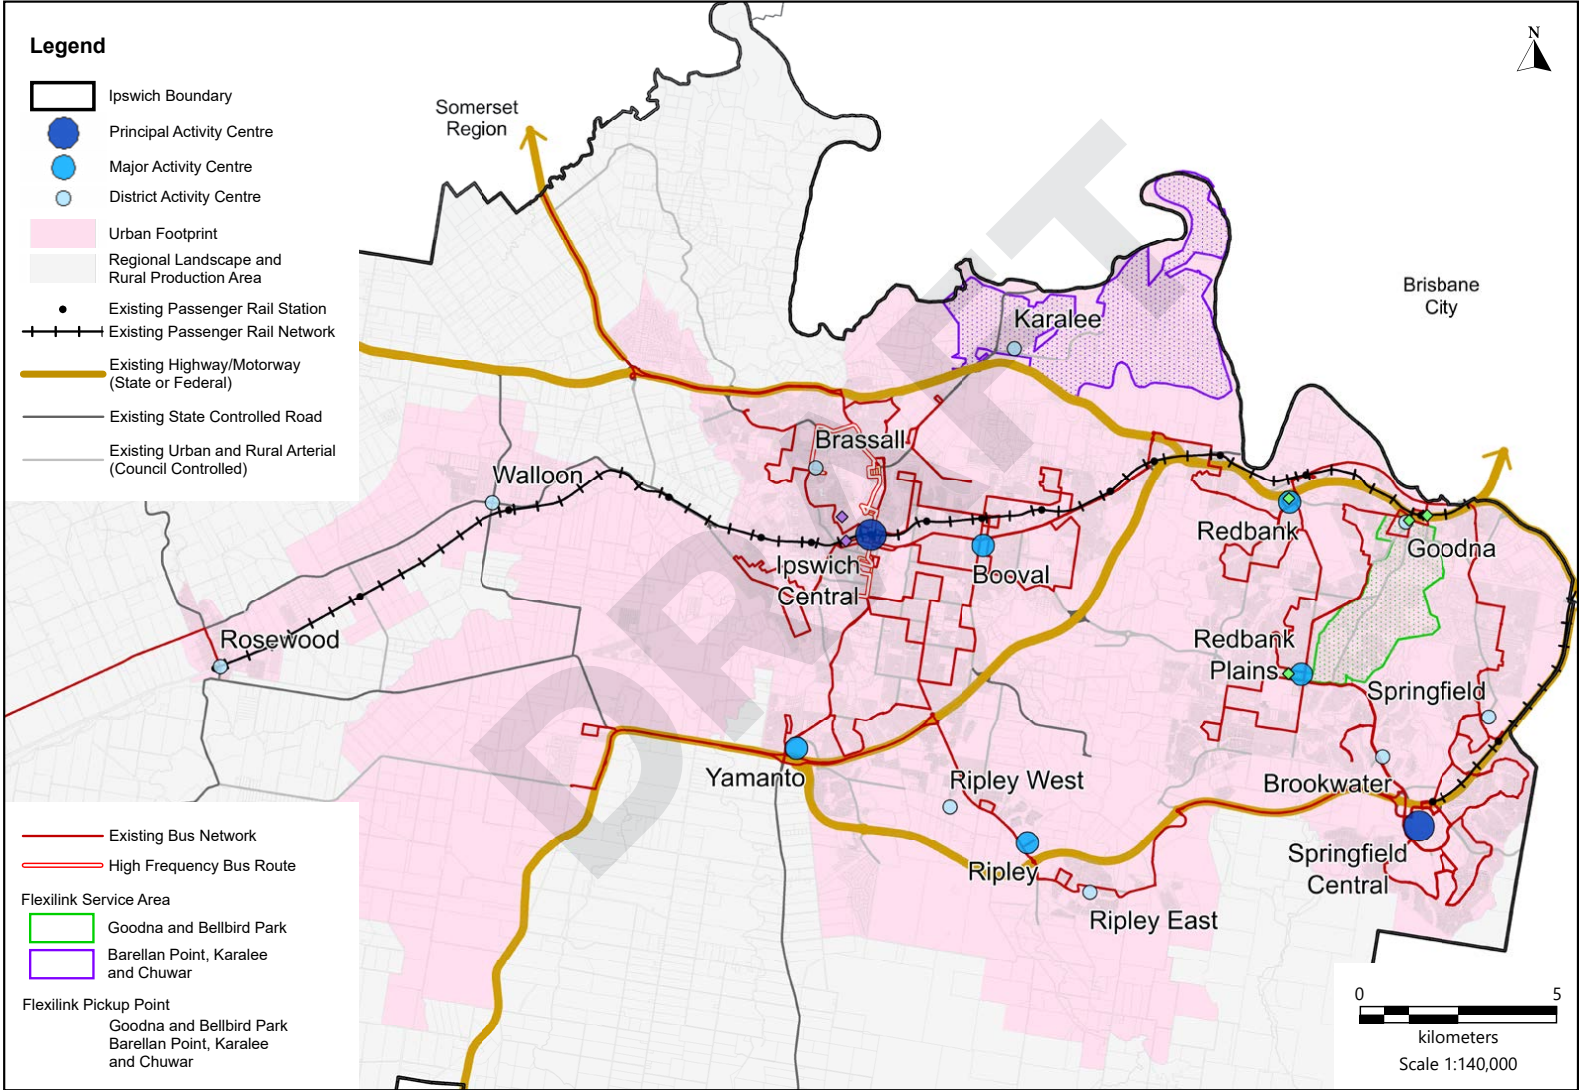 Legend
Ipswich Boundary
Principal Activity Centre
Major Activity Centre
District Activity Centre
Urban Footprint
Regional Landscape and
Rural Production Area
Existing Passenger Rail Station
Existing Passenger Rail Network
Existing Highway/Motorway
(State or Federal)
Existing State Controlled Road
Existing Urban and Rural Arterial
(Council Controlled)
Existing Bus Network
High Frequency Bus Route
Flexilink Service Area
Goodna and Bellbird Park
Barellan Point, Karalee
and Chuwar
Flexilink Pickup Point
Goodna and Bellbird Park
Barellan Point, Karalee
and Chuwar
N
Somerset
Region
Brisbane
City
Karalee
Brassall
Walloon
Redbank
Goodna
Ipswich
Central
Booval
Rosewood
Redbank
Plains
Springfield
Yamanto
Ripley West
Brookwater
Ripley
Springfield
Central
Ripley East
DRAFT
0 5
kilometers
Scale 1:140,000